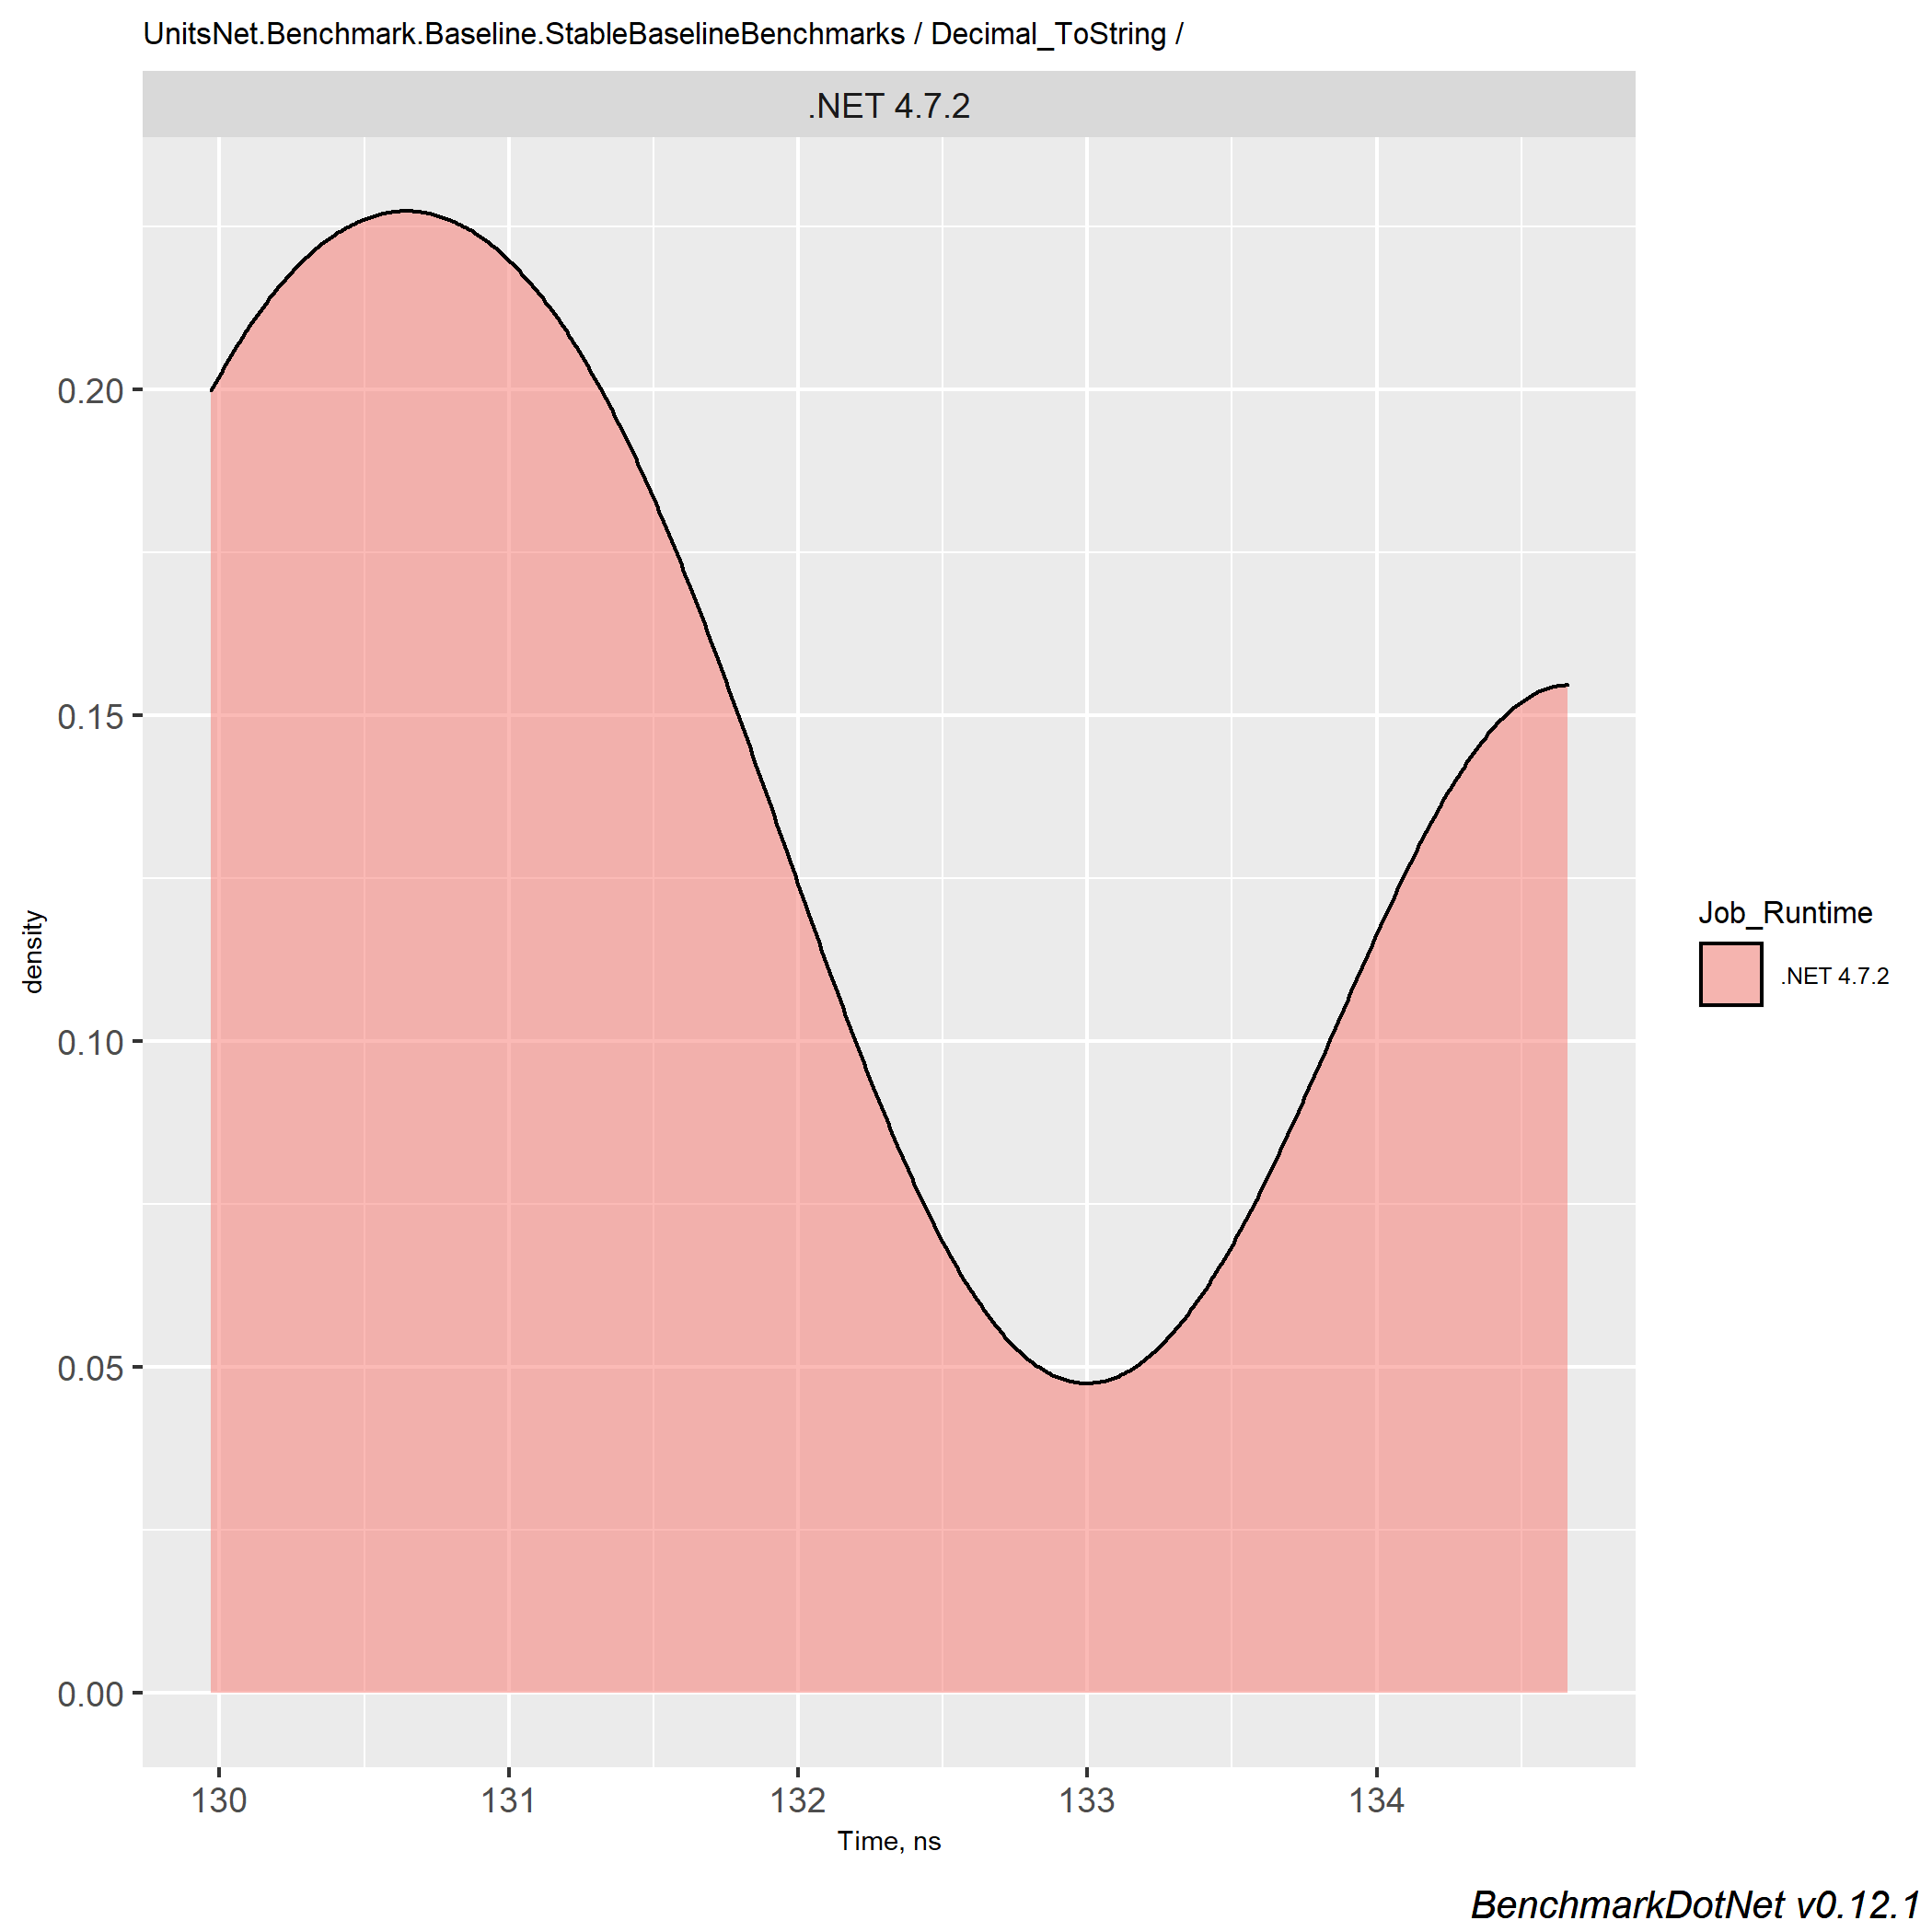 UnitsNet.Benchmark.Baseline.StableBaselineBenchmarks / Decimal_ToString /
.NET 4.7.2
0.20
0.15
0.10
0.05
0.00
density
130 131 132 133 134
Time, ns
Job_Runtime
.NET 4.7.2
BenchmarkDotNet v0.12.1